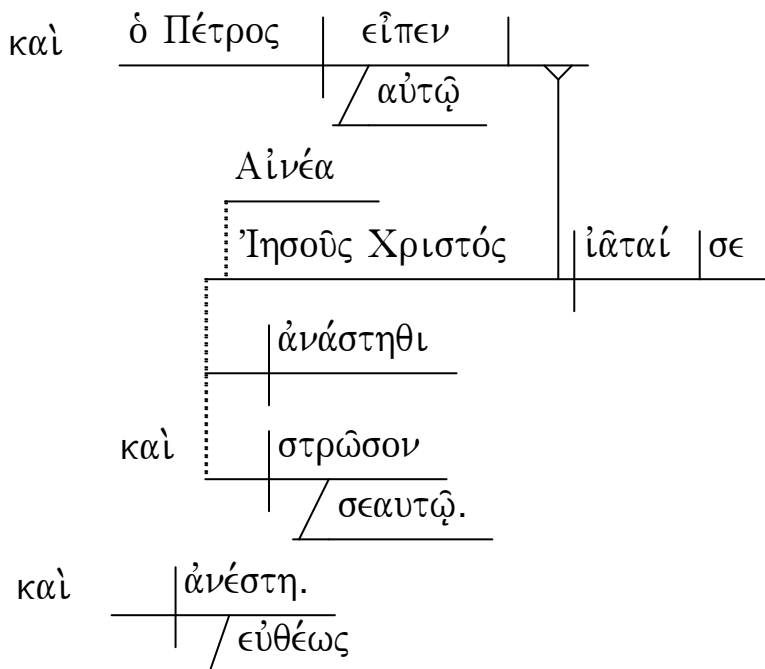 καὶ ὁ Πέτρος εἶπεν
αὐτῷ
Αἰνέα
Ἰησοῦς Χριστός ἰᾶταί σε
ἀνάστηθι
καὶ στρῶσον
σεαυτῷ.
καὶ ἀνέστη.
εὐθέως